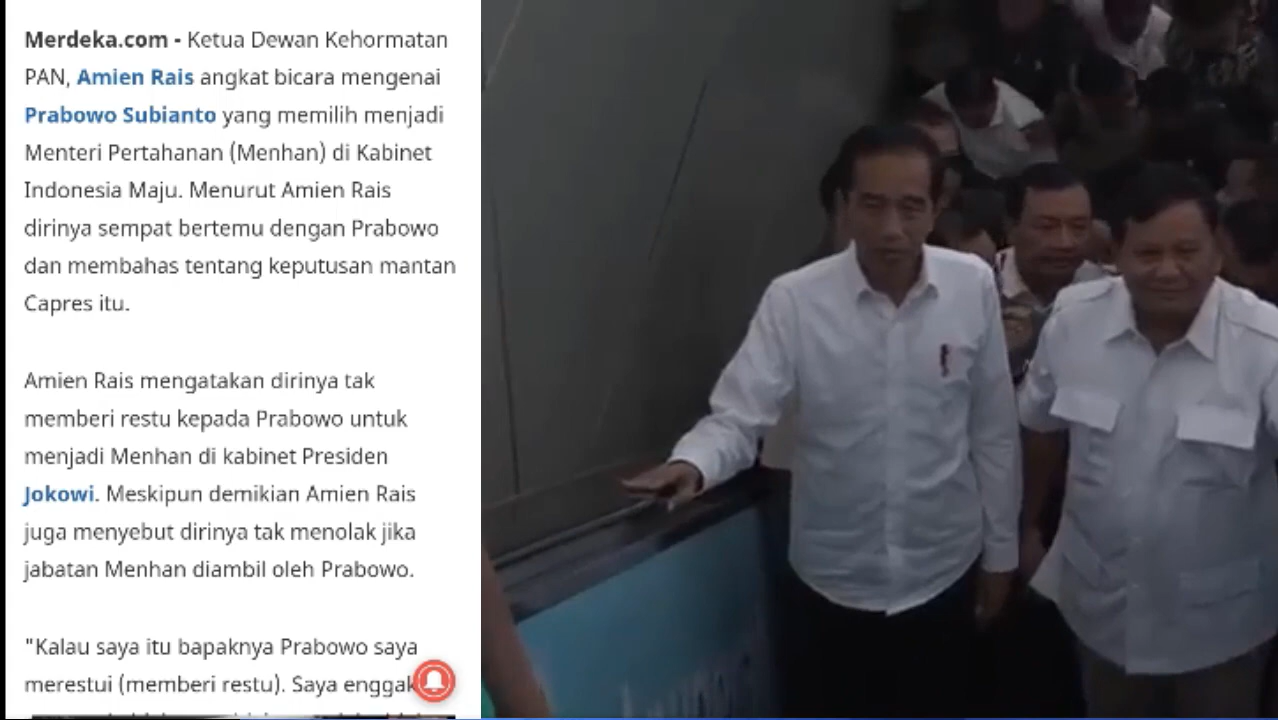 Merdeka.com - Ketua Dewan Kehormatan
PAN, Amien Rais angkat bicara mengenai
Prabowo Subianto yang memilih menjadi
Menteri Pertahanan (Menhan) di Kabinet
Indonesia Maju. Menurut Amien Rais
dirinya sempat bertemu dengan Prabowo
dan membahas tentang keputusan mantan
Capres itu.
Amien Rais mengatakan dirinya tak
memberi restu kepada Prabowo untuk
menjadi Menhan di kabinet Presiden
Jokowi. Meskipun demikian Amien Rais
juga menyebut dirinya tak menolak jika
jabatan Menhan diambil oleh Prabowo.
"Kalau saya itu bapaknya Prabowo saya
merestui (memberi restu). Saya enggak